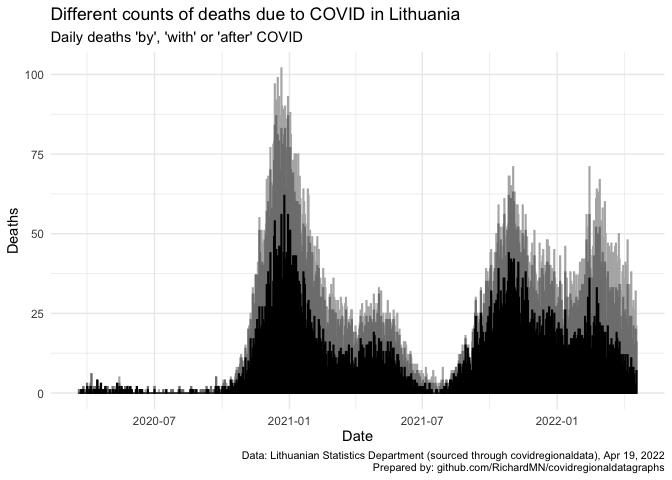 Different counts of deaths due to COVID in Lithuania
Daily deaths 'by', 'with' or 'after' COVID
100
75
50
25
0
Deaths
2020-07
2021-01
2021-07
2022-01
Date
Data: Lithuanian Statistics Department (sourced through covidregionaldata), Apr 19, 2022
Prepared by: github.com/RichardMN/covidregionaldatagraphs